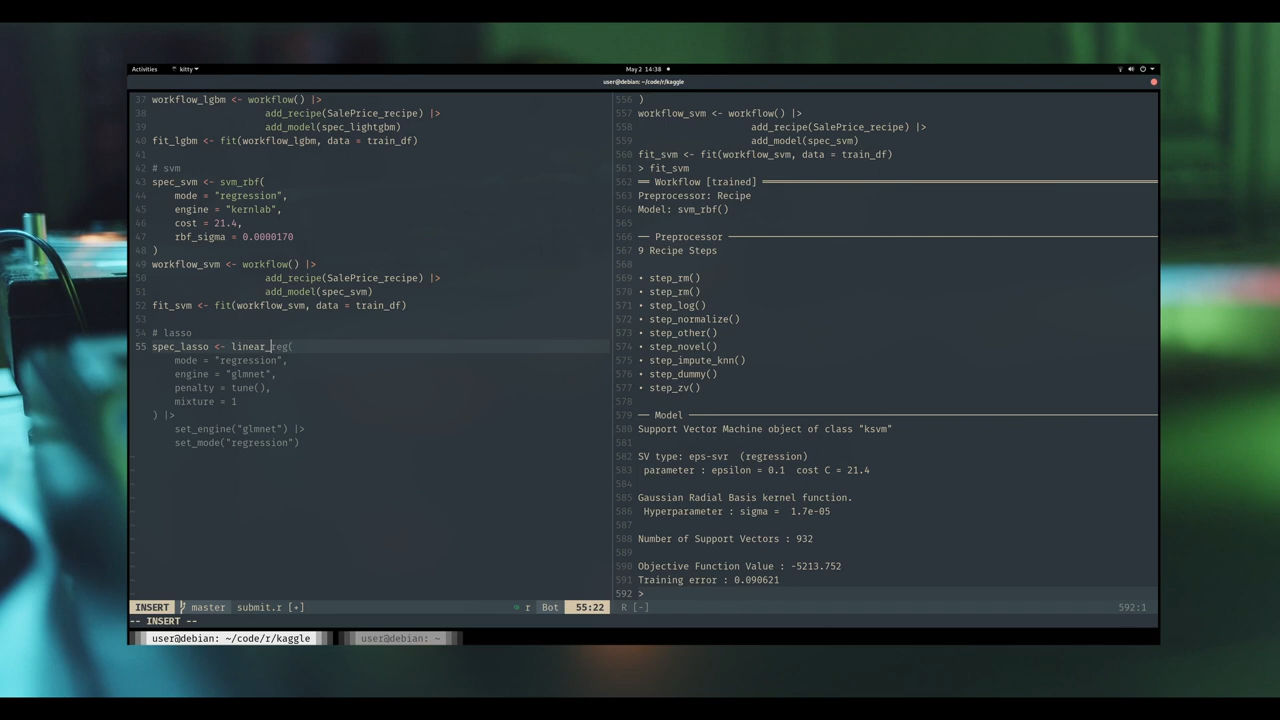 Activities
kitty
May 2 14:38
user@debian: ~/code/r/kaggle
37 workflow_lgbm <- workflow() |>
38 add_recipe(SalePrice_recipe) |>
39 add_model(spec_lightgbm)
40 fit_lgbm <- fit(workflow_lgbm, data = train_df)
41
42 # svm
43 spec_svm <- svm_rbf(
44 mode = "regression",
45 engine = "kernlab",
46 cost = 21.4,
47 rbf_sigma = 0.0000170
48 )
49 workflow_svm <- workflow() |>
50 add_recipe(SalePrice_recipe) |>
51 add_model(spec_svm)
52 fit_svm <- fit(workflow_svm, data = train_df)
53
54 # lasso
55 spec_lasso <- linear_reg(
mode = "regression",
engine = "glmnet",
penalty = tune(),
mixture = 1
) |>
set_engine("glmnet") |>
set_mode("regression")
~
~
~
~
~
~
~
~
~
~
~
INSERT master submit.r [+] r Bot 55:22
-- INSERT --
556 )
557 workflow_svm <- workflow() |>
558 add_recipe(SalePrice_recipe) |>
559 add_model(spec_svm)
560 fit_svm <- fit(workflow_svm, data = train_df)
561 > fit_svm
562 ══ Workflow [trained] ══
563 Preprocessor: Recipe
564 Model: svm_rbf()
565
566 ── Preprocessor ──
567 9 Recipe Steps
568
569 • step_rm()
570 • step_rm()
571 • step_log()
572 • step_normalize()
573 • step_other()
574 • step_novel()
575 • step_impute_knn()
576 • step_dummy()
577 • step_zv()
578
579 ── Model ──
580 Support Vector Machine object of class "ksvm"
581
582 SV type: eps-svr (regression)
583 parameter : epsilon = 0.1 cost C = 21.4
584
585 Gaussian Radial Basis kernel function.
586 Hyperparameter : sigma = 1.7e-05
587
588 Number of Support Vectors : 932
589
590 Objective Function Value : -5213.752
591 Training error : 0.090621
592 >
R [-] 592:1
user@debian: ~/code/r/kaggle
user@debian: ~